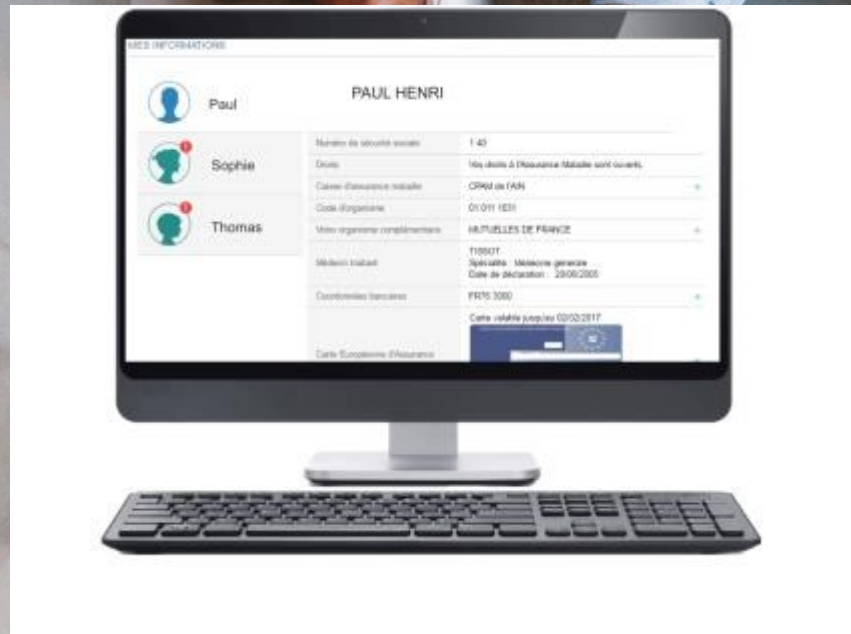 MES INFORMATIONS
Paul
PAUL HENRI
Sophie
Thomas
Numéro de sécurité sociale
1 40
Droits
Vos droits à l'Assurance Maladie sont ouverts.
Caisse d'assurance maladie
CPAM de l'AIN
Code d'organisme
01 011 1031
Votre organisme complémentaire
MUTUELLES DE FRANCE
Médecin traitant
TISSOT
Spécialité : Médecine générale
Date de déclaration : 20/06/2005
Coordonnées bancaires
FR76 3000
Carte valable jusqu'au 02/02/2017
Carte Européenne d'Assurance